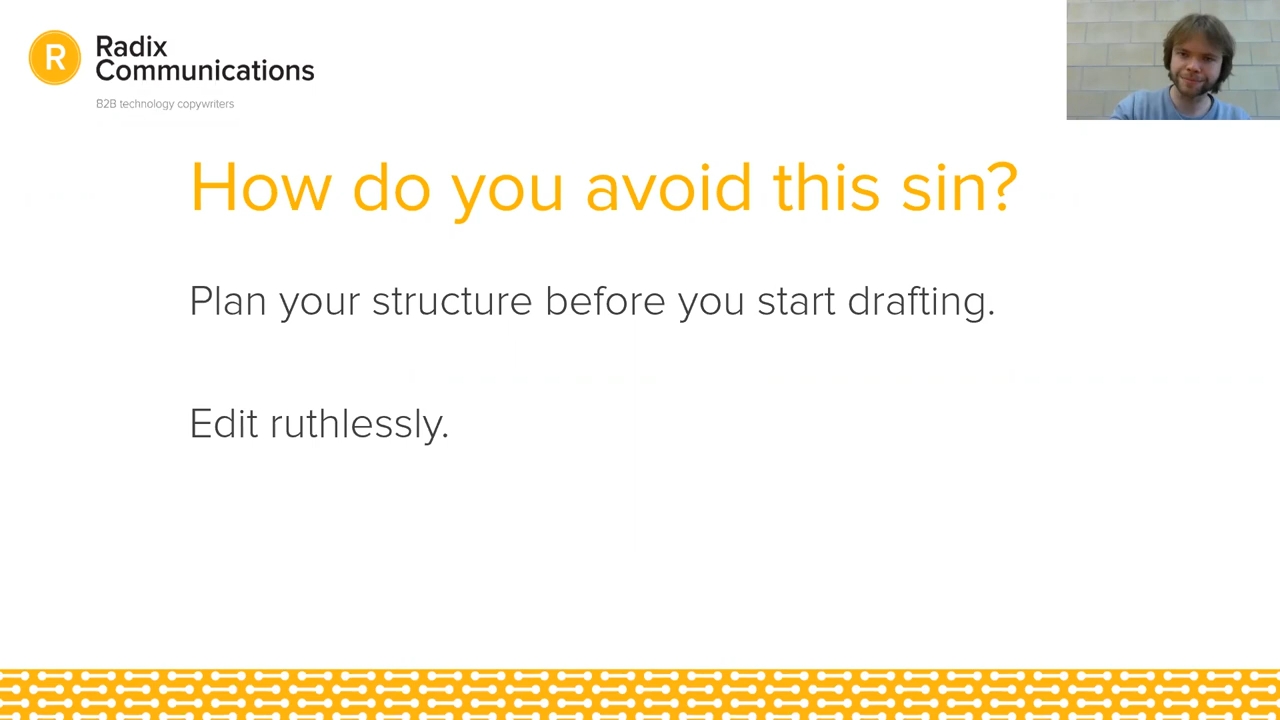 R
Radix
Communications
B2B technology copywriters
How do you avoid this sin?
Plan your structure before you start drafting.
Edit ruthlessly.